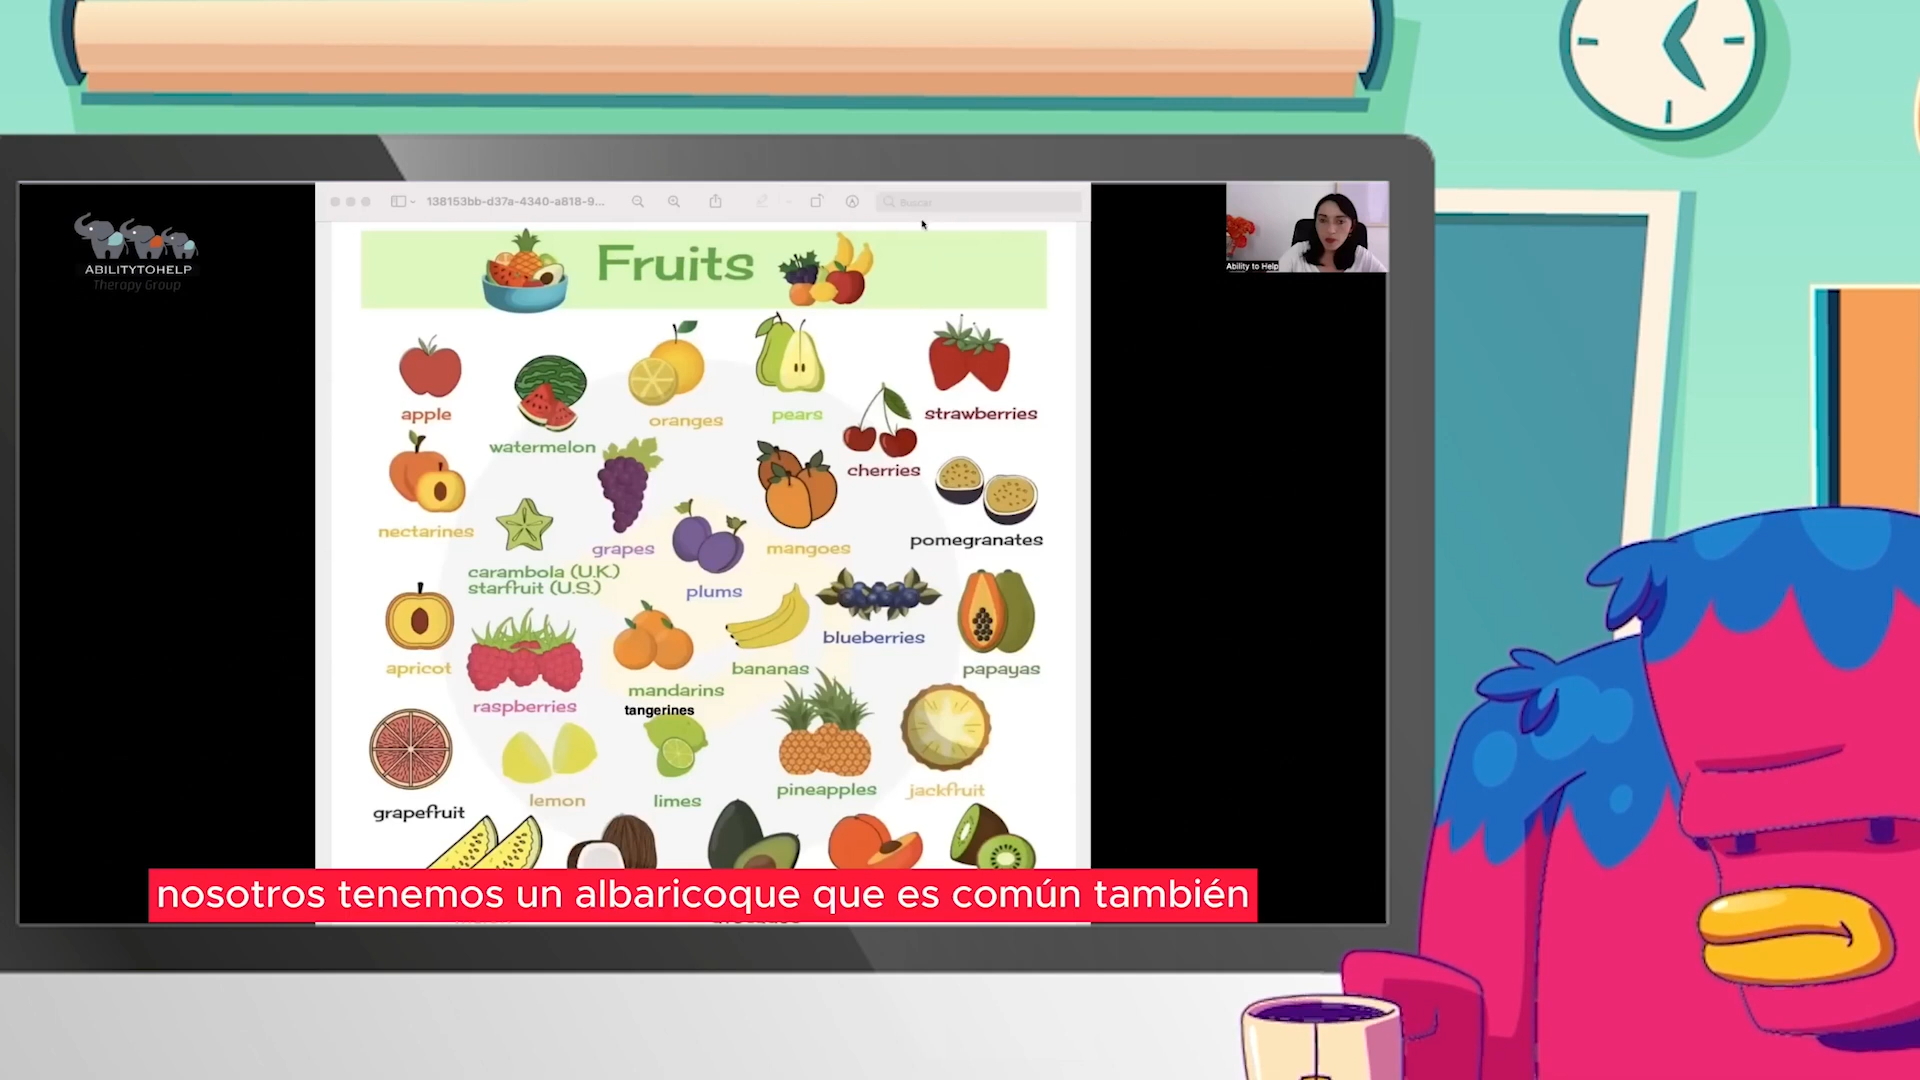 138153bb-d37a-4340-a818-9...
Buscar
ABILITYTOHELP
Therapy Group
Ability to Help
Fruits
apple
watermelon
oranges
pears
cherries
strawberries
nectarines
carambola (U.K.)
starfruit (U.S.)
grapes
plums
mangoes
pomegranates
apricot
raspberries
mandarins
tangerines
bananas
blueberries
papayas
grapefruit
lemon
limes
pineapples
jackfruit
nosotros tenemos un albaricoque que es común también